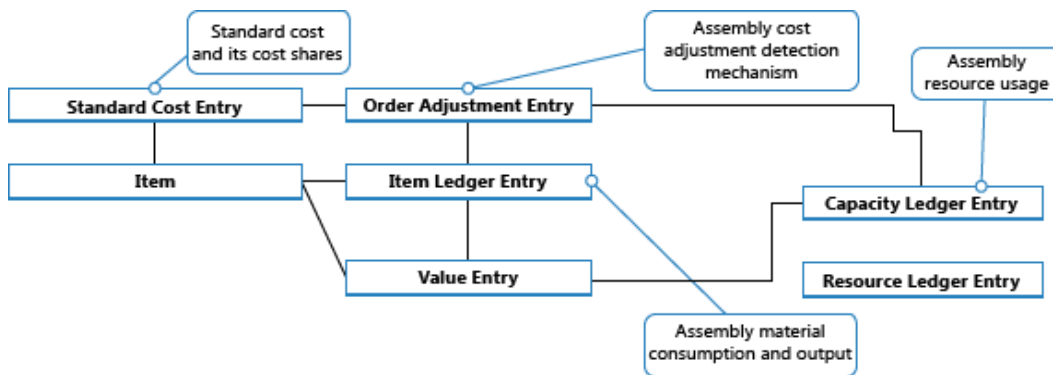 Standard cost
and its cost shares
Assembly cost
adjustment detection
mechanism
Assembly
resource usage
Standard Cost Entry
Order Adjustment Entry
Item
Item Ledger Entry
Capacity Ledger Entry
Value Entry
Resource Ledger Entry
Assembly material
consumption and output